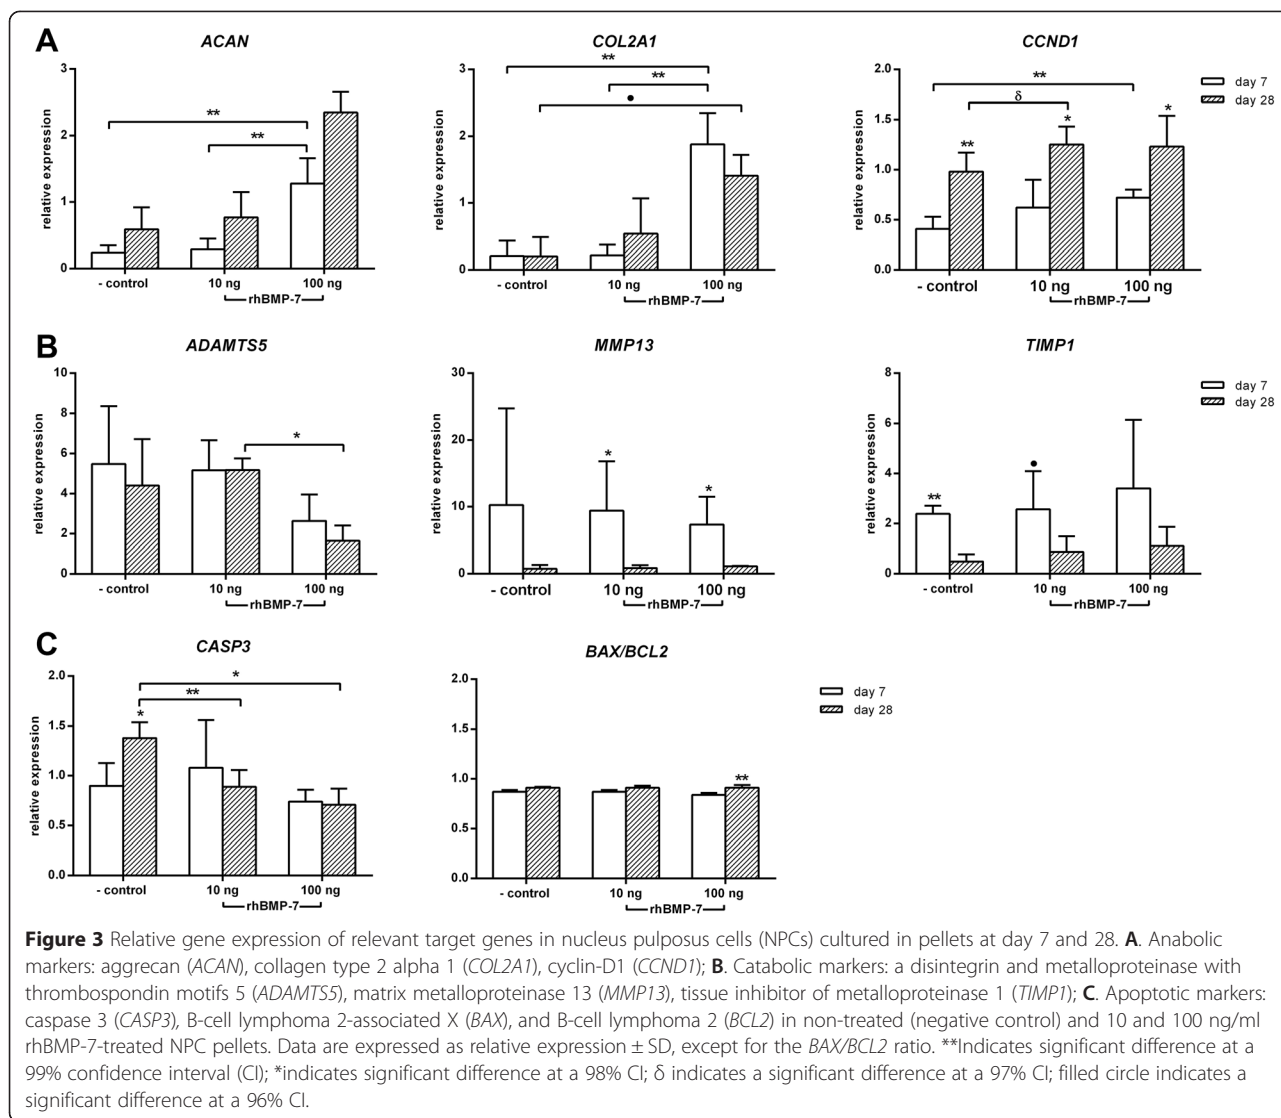 A
ACAN
COL2A1
CCND1
3
2
1
0
relative expression
**
**
- control
10 ng
100 ng
rhBMP-7
3
2
1
0
relative expression
**
**
●
- control
10 ng
100 ng
rhBMP-7
2.0
1.5
1.0
0.5
0.0
relative expression
**
δ
**
*
*
- control
10 ng
100 ng
rhBMP-7
day 7
day 28
B
ADAMTS5
MMP13
TIMP1
10
8
6
4
2
0
relative expression
*
- control
10 ng
100 ng
rhBMP-7
30
20
10
0
relative expression
*
*
- control
10 ng
100 ng
rhBMP-7
8
6
4
2
0
relative expression
**
●
- control
10 ng
100 ng
rhBMP-7
day 7
day 28
C
CASP3
BAX/BCL2
2.0
1.5
1.0
0.5
0.0
relative expression
*
**
*
- control
10 ng
100 ng
rhBMP-7
2.0
1.5
1.0
0.5
0.0
**
- control
10 ng
100 ng
rhBMP-7
day 7
day 28
Figure 3 Relative gene expression of relevant target genes in nucleus pulposus cells (NPCs) cultured in pellets at day 7 and 28. A. Anabolic
markers: aggrecan (ACAN), collagen type 2 alpha 1 (COL2A1), cyclin-D1 (CCND1); B. Catabolic markers: a disintegrin and metalloproteinase with
thrombospondin motifs 5 (ADAMTS5), matrix metalloproteinase 13 (MMP13), tissue inhibitor of metalloproteinase 1 (TIMP1); C. Apoptotic markers:
caspase 3 (CASP3), B-cell lymphoma 2-associated X (BAX), and B-cell lymphoma 2 (BCL2) in non-treated (negative control) and 10 and 100 ng/ml
rhBMP-7-treated NPC pellets. Data are expressed as relative expression ± SD, except for the BAX/BCL2 ratio. **Indicates significant difference at a
99% confidence interval (CI); *indicates significant difference at a 98% CI; δ indicates a significant difference at a 97% CI; filled circle indicates a
significant difference at a 96% CI.